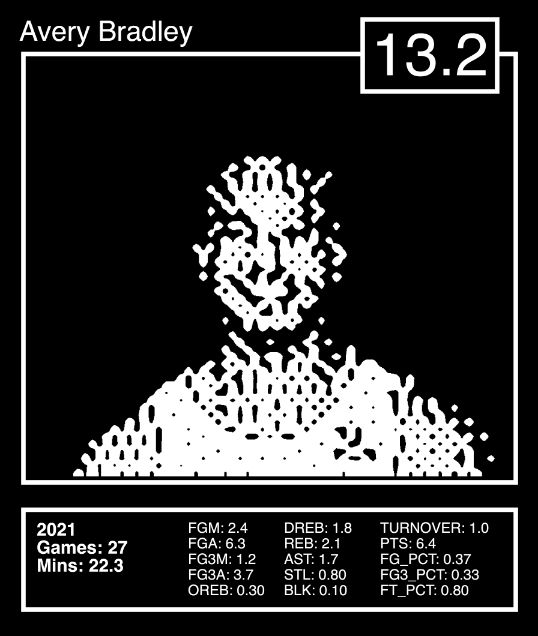 Avery Bradley
13.2
2021
Games: 27
Mins: 22.3
FGM: 2.4
FGA: 6.3
FG3M: 1.2
FG3A: 3.7
OREB: 0.30
DREB: 1.8
REB: 2.1
AST: 1.7
STL: 0.80
BLK: 0.10
TURNOVER: 1.0
PTS: 6.4
FG_PCT: 0.37
FG3_PCT: 0.33
FT_PCT: 0.80